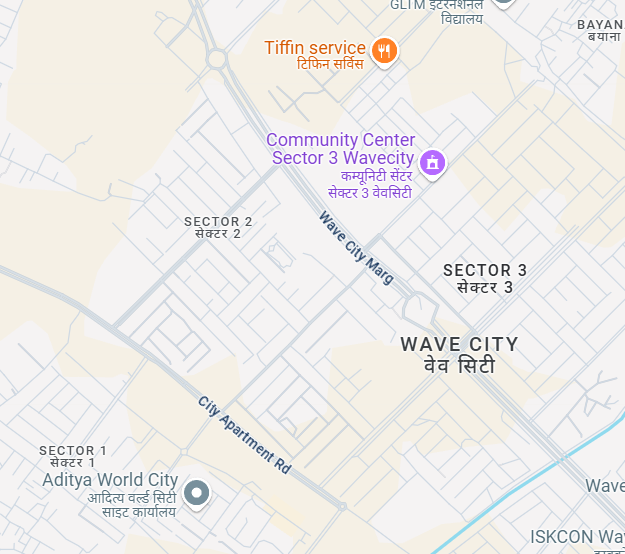 GLTM इंटरनेशनल
विद्यालय
BAYAN
बयाना
Tiffin service
टिफिन सर्विस
Community Center
Sector 3 Wavecity
कम्यूनिटी सेंटर
सेक्टर 3 वेवसिटी
SECTOR 2
सेक्टर 2
Wave City Marg
SECTOR 3
सेक्टर 3
WAVE CITY
वेव सिटी
City Apartment Rd
SECTOR 1
सेक्टर 1
Aditya World City
आदित्य वर्ल्ड सिटी
साइट कार्यालय
Wave
ISKCON Wav